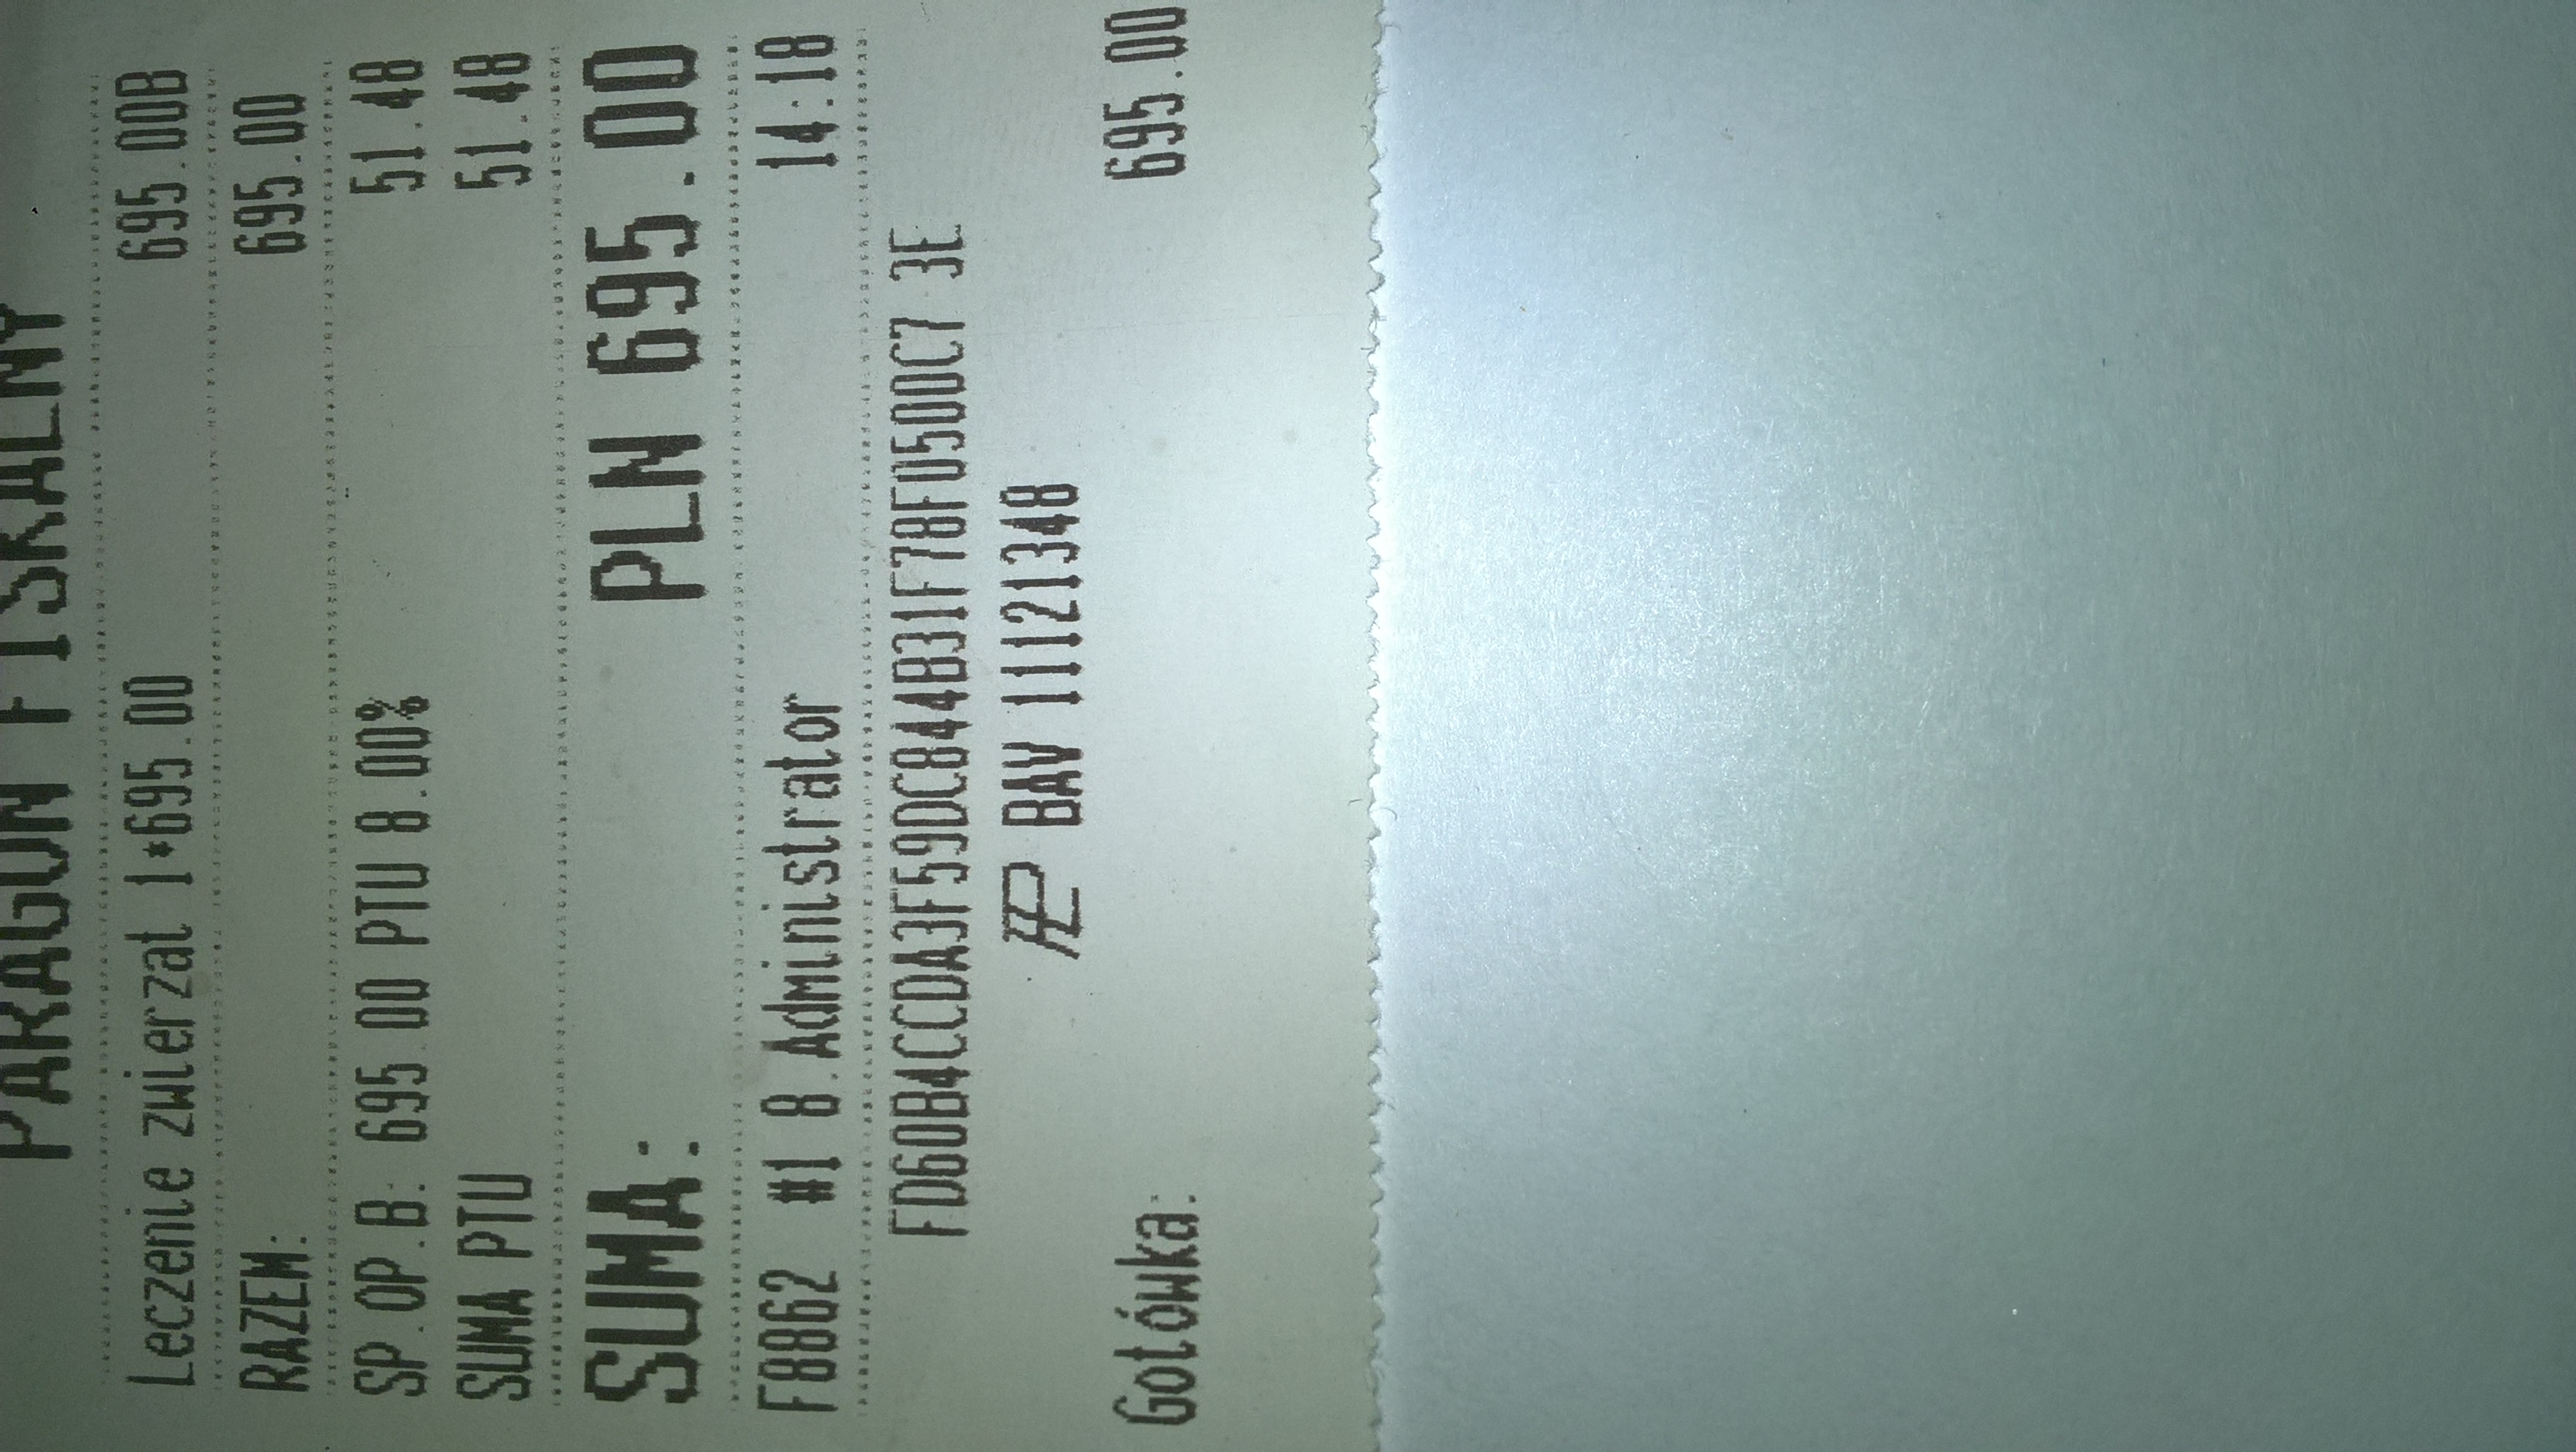 PARAGON FISKALNY
Leczenie zwierzat 1*695.00 695.00B
RAZEM: 695.00
SP.OP.B: 695.00 PTU 8.00% 51.48
SUMA PTU 51.48
SUMA: PLN 695.00
F8862 #1 8.Administrator 14:18
FD60B4CCDA3F59DC844B31F78F050DC7 3E
BAV 11121348
Gotówka: 695.00